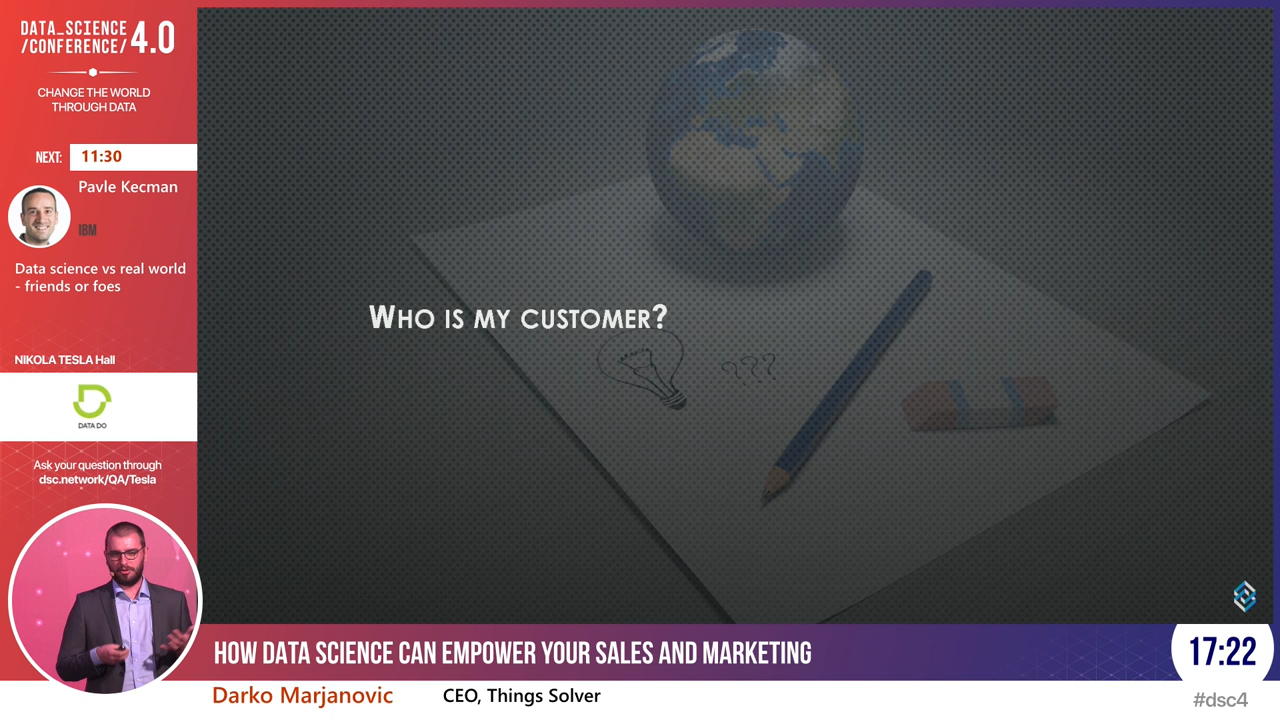 DATA_SCIENCE
/CONFERENCE/ 4.0
CHANGE THE WORLD
THROUGH DATA
NEXT: 11:30
Pavle Kecman
IBM
Data science vs real world
- friends or foes
NIKOLA TESLA Hall
DATA DO
Ask your question through
dsc.network/QA/Tesla
WHO IS MY CUSTOMER?
???
HOW DATA SCIENCE CAN EMPOWER YOUR SALES AND MARKETING
17:22
Darko Marjanovic CEO, Things Solver
#dsc4